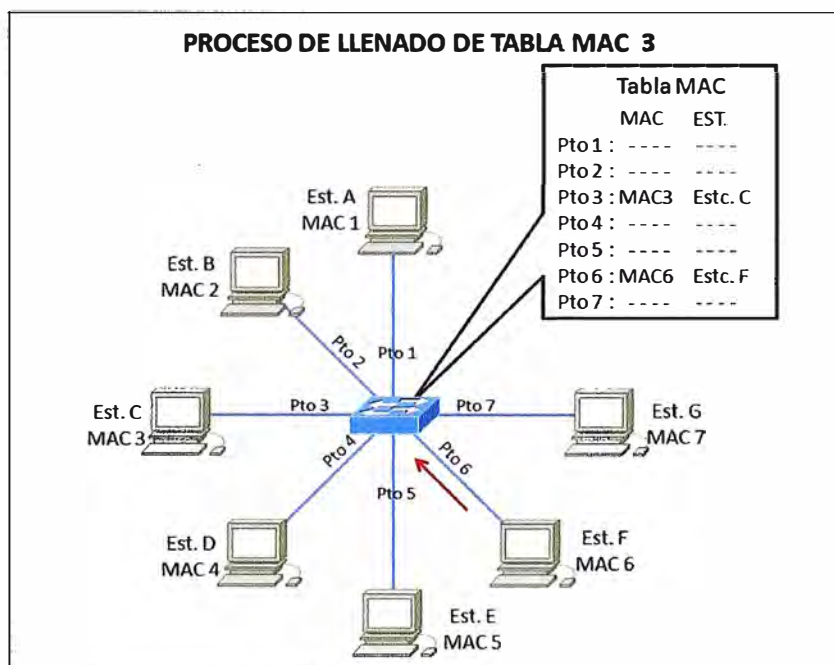 PROCESO DE LLENADO DE TABLA MAC 3
Tabla MAC
MAC EST.
Pto 1 : - - - - - - - -
Pto 2 : - - - - - - - -
Pto 3 : MAC3 Estc. C
Pto 4 : - - - - - - - -
Pto 5 : - - - - - - - -
Pto 6 : MAC6 Estc. F
Pto 7 : - - - - - - - -
Est. A
MAC 1
Est. B
MAC 2
Pto 2
Pto 1
Est. C
MAC 3
Pto 3
Pto 7
Est. G
MAC 7
Pto 4
Pto 6
Pto 5
Est. D
MAC 4
Est. F
MAC 6
Est. E
MAC 5